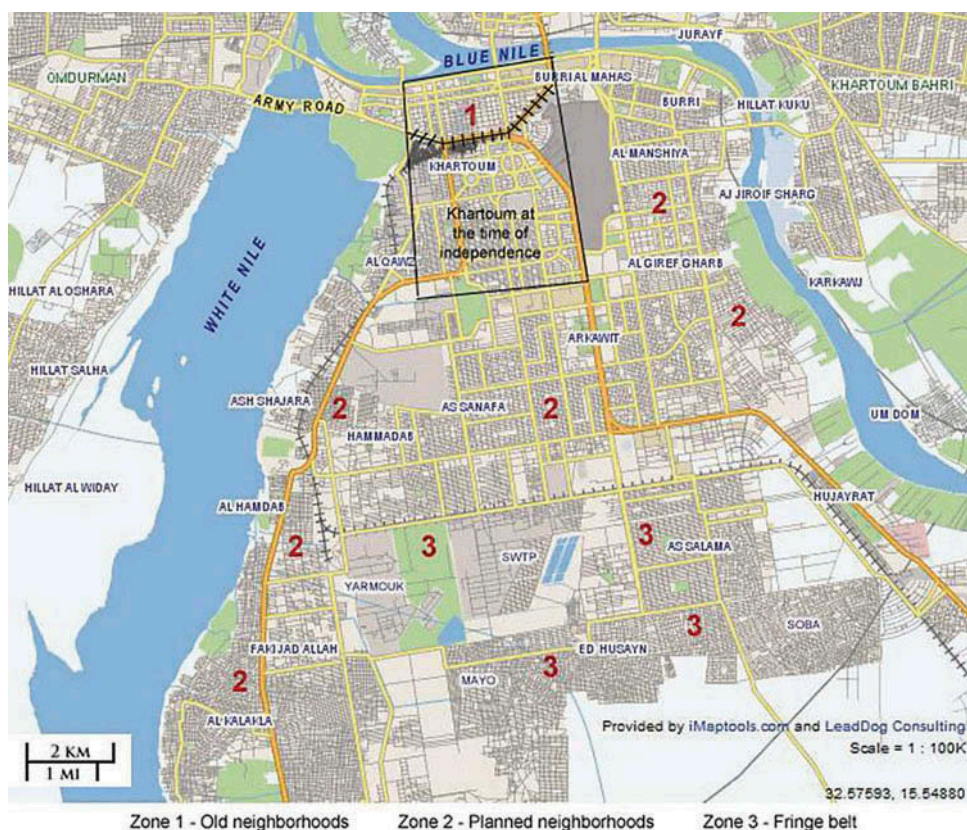 JURAYF
BLUE NILE
OMDURMAN
BURRI AL MAHAS
KHARTOUM BAHRI
ARMY ROAD
BURRI
HILLAT KUKU
1
AL MANSHIYA
KHARTOUM
2
AJ JIROIF SHARG
Khartoum at
the time of
independence
AL QAWZ
AL GIREF GHARB
KARKAWJ
HILLAT AL OSHARA
WHITE NILE
2
ARKAWIT
HILLAT SALHA
ASH SHAJARA
2
AS SANAFA
2
UM DOM
HAMMADAB
HILLAT AL WIDAY
HUJAYRAT
AL HAMDAB
2
3
SWTP
3
AS SALAMA
YARMOUK
SOBA
3
FAKIJAD ALLAH
ED HUSAYN
2
MAYO
3
AL KALAKLA
Provided by iMaptools.com and LeadDog Consulting
2 KM
1 MI
Scale = 1 : 100K
32.57593, 15.54880
Zone 1 - Old neighborhoods Zone 2 - Planned neighborhoods Zone 3 - Fringe belt